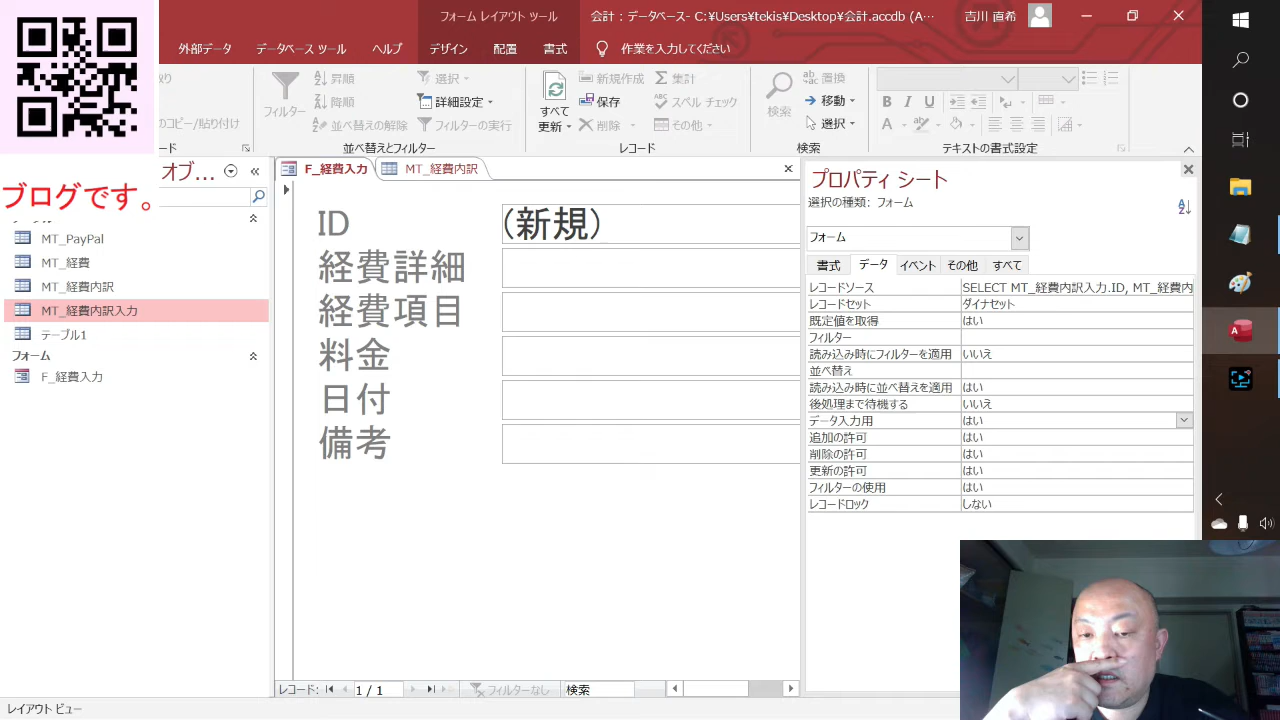 フォーム レイアウト ツール
会計 : データベース- C:¥Users¥tekis¥Desktop¥会計.accdb (A...
吉川 直希
外部データ
データベース ツール
ヘルプ
デザイン
配置
書式
作業を入力してください
フィルター
昇順
降順
並べ替えの解除
選択
詳細設定
フィルターの実行
並べ替えとフィルター
すべて
更新
新規作成
保存
削除
集計
スペル チェック
その他
レコード
検索
置換
移動
選択
検索
B I U
A
テキストの書式設定
のコピー/貼り付け
ブログです。
オブ...
MT_PayPal
MT_経費
MT_経費内訳
MT_経費内訳入力
テーブル1
フォーム
F_経費入力
F_経費入力
MT_経費内訳
ID
(新規)
経費詳細
経費項目
料金
日付
備考
プロパティ シート
選択の種類: フォーム
フォーム
書式
データ
イベント
その他
すべて
レコードソース SELECT MT_経費内訳入力.ID, MT_経費内
レコードセット ダイナセット
既定値を取得 はい
フィルター
読み込み時にフィルターを適用 いいえ
並べ替え
読み込み時に並べ替えを適用 はい
後処理まで待機する いいえ
データ入力用 はい
追加の許可 はい
削除の許可 はい
更新の許可 はい
フィルターの使用 はい
レコードロック しない
レコード: 1 / 1 フィルターなし 検索
レイアウト ビュー